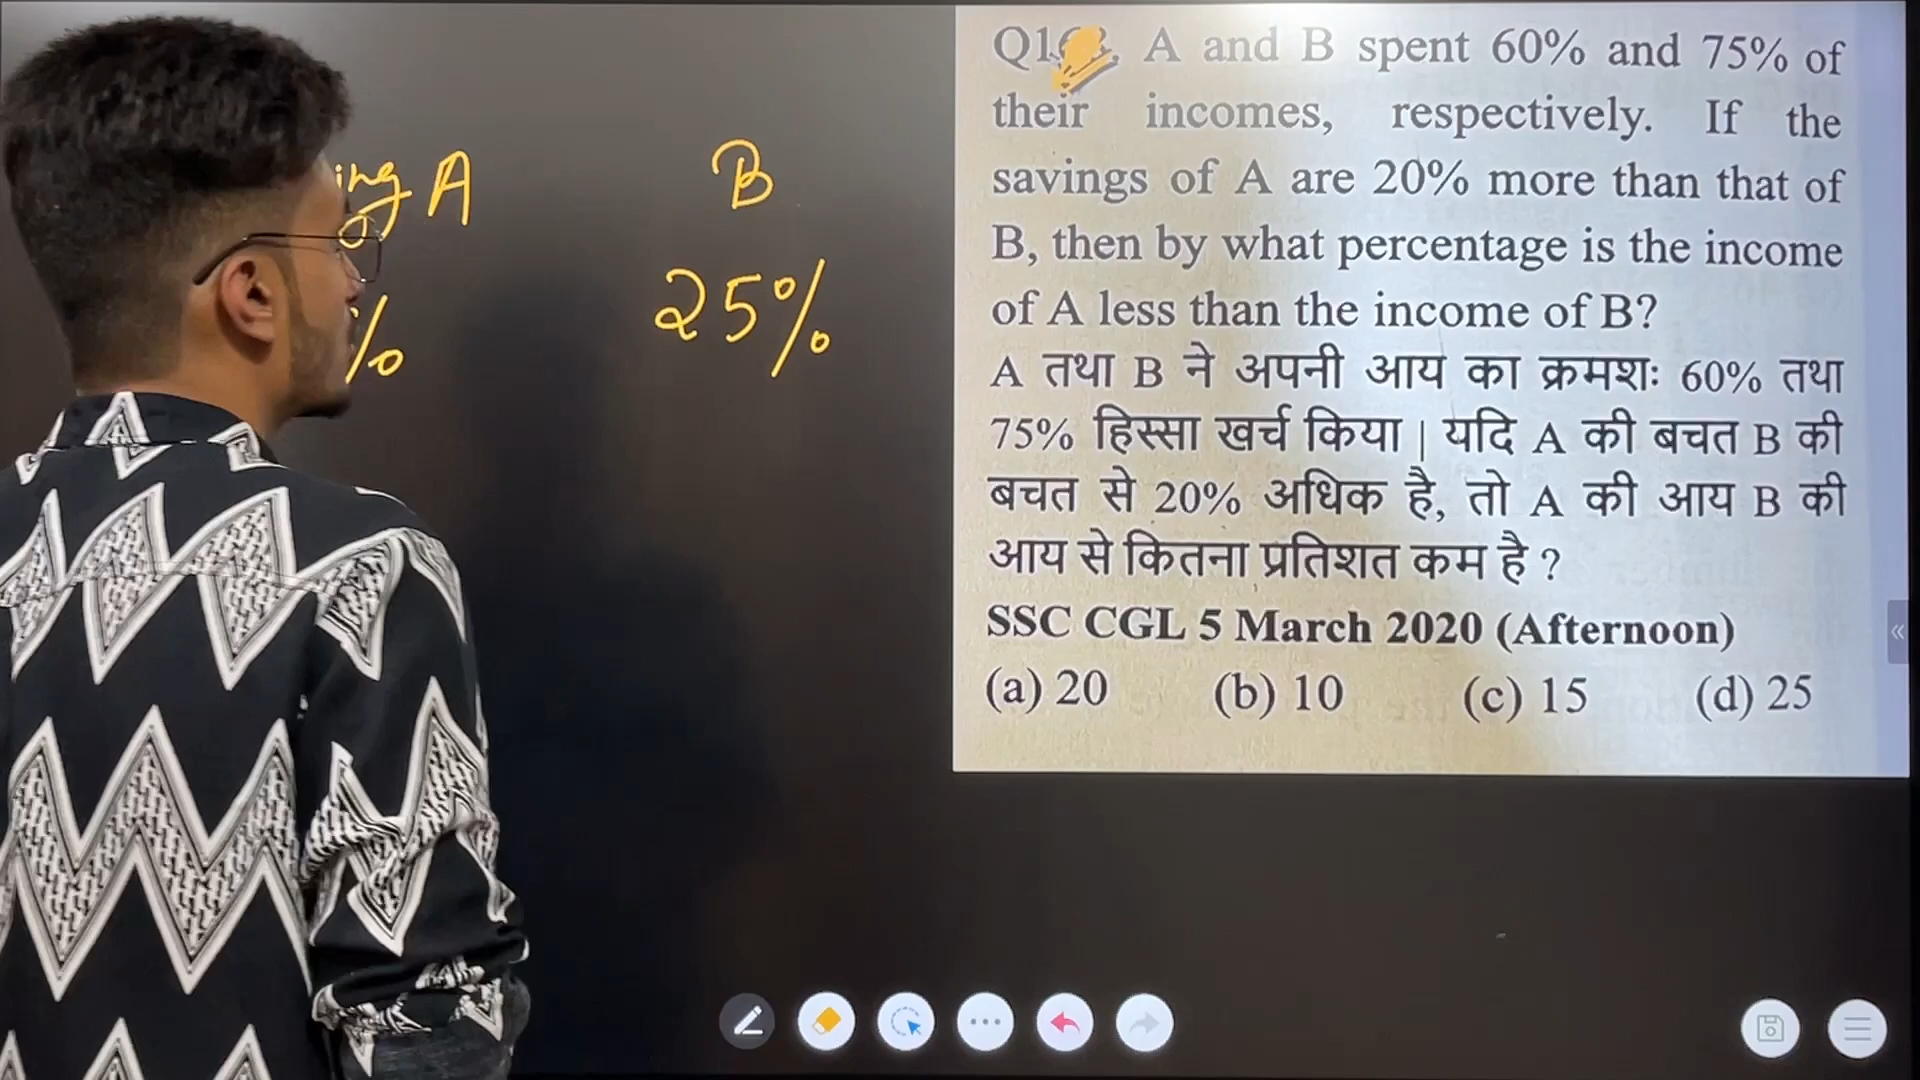 A B
% 25%
A and B spent 60% and 75% of
their incomes, respectively. If the
savings of A are 20% more than that of
B, then by what percentage is the income
of A less than the income of B?
A तथा B ने अपनी आय का क्रमशः 60% तथा
75% हिस्सा खर्च किया | यदि A की बचत B की
बचत से 20% अधिक है, तो A की आय B की
आय से कितना प्रतिशत कम है ?
SSC CGL 5 March 2020 (Afternoon)
(a) 20 (b) 10 (c) 15 (d) 25